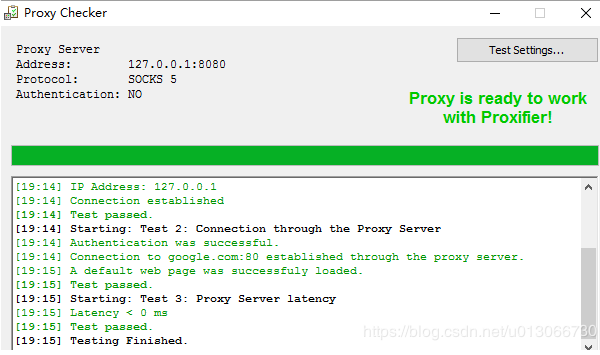 Proxy Checker
Proxy Server
Address: 127.0.0.1:8080
Protocol: SOCKS 5
Authentication: NO
Test Settings...
Proxy is ready to work
with Proxifier!
[19:14] IP Address: 127.0.0.1
[19:14] Connection established
[19:14] Test passed.
[19:14] Starting: Test 2: Connection through the Proxy Server
[19:14] Authentication was successful.
[19:14] Connection to google.com:80 established through the proxy server.
[19:15] A default web page was successfuly loaded.
[19:15] Test passed.
[19:15] Starting: Test 3: Proxy Server latency
[19:15] Latency < 0 ms
[19:15] Test passed.
[19:15] Testing Finished.
https://blog.csdn.net/u013066730